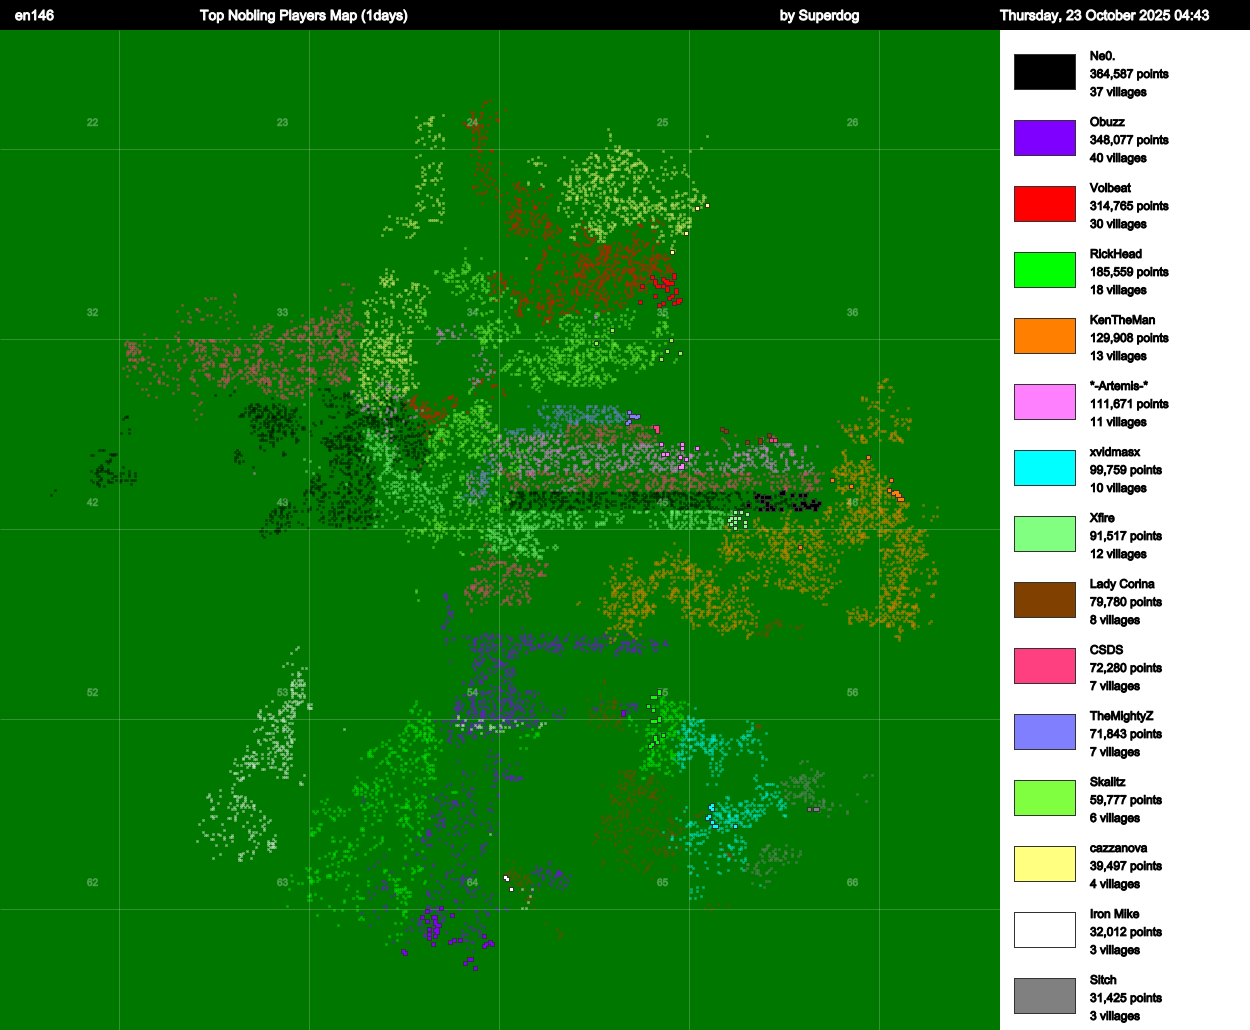 en146 Top Nobling Players Map (1days) by Superdog Thursday, 23 October 2025 04:43
Ne0.
364,587 points
37 villages
Obuzz
348,077 points
40 villages
Volbeat
314,765 points
30 villages
RickHead
185,559 points
18 villages
KenTheMan
129,908 points
13 villages
*-Artemis-*
111,671 points
11 villages
xvidmasx
99,759 points
10 villages
Xfire
91,517 points
12 villages
Lady Corina
79,780 points
8 villages
CSDS
72,280 points
7 villages
TheMightyZ
71,843 points
7 villages
Skalitz
59,777 points
6 villages
cazzanova
39,497 points
4 villages
Iron Mike
32,012 points
3 villages
Sitch
31,425 points
3 villages
22 23 24 25 26
32 33 34 35 36
42 43 45 46
52 53 54 55 56
62 63 64 65 66